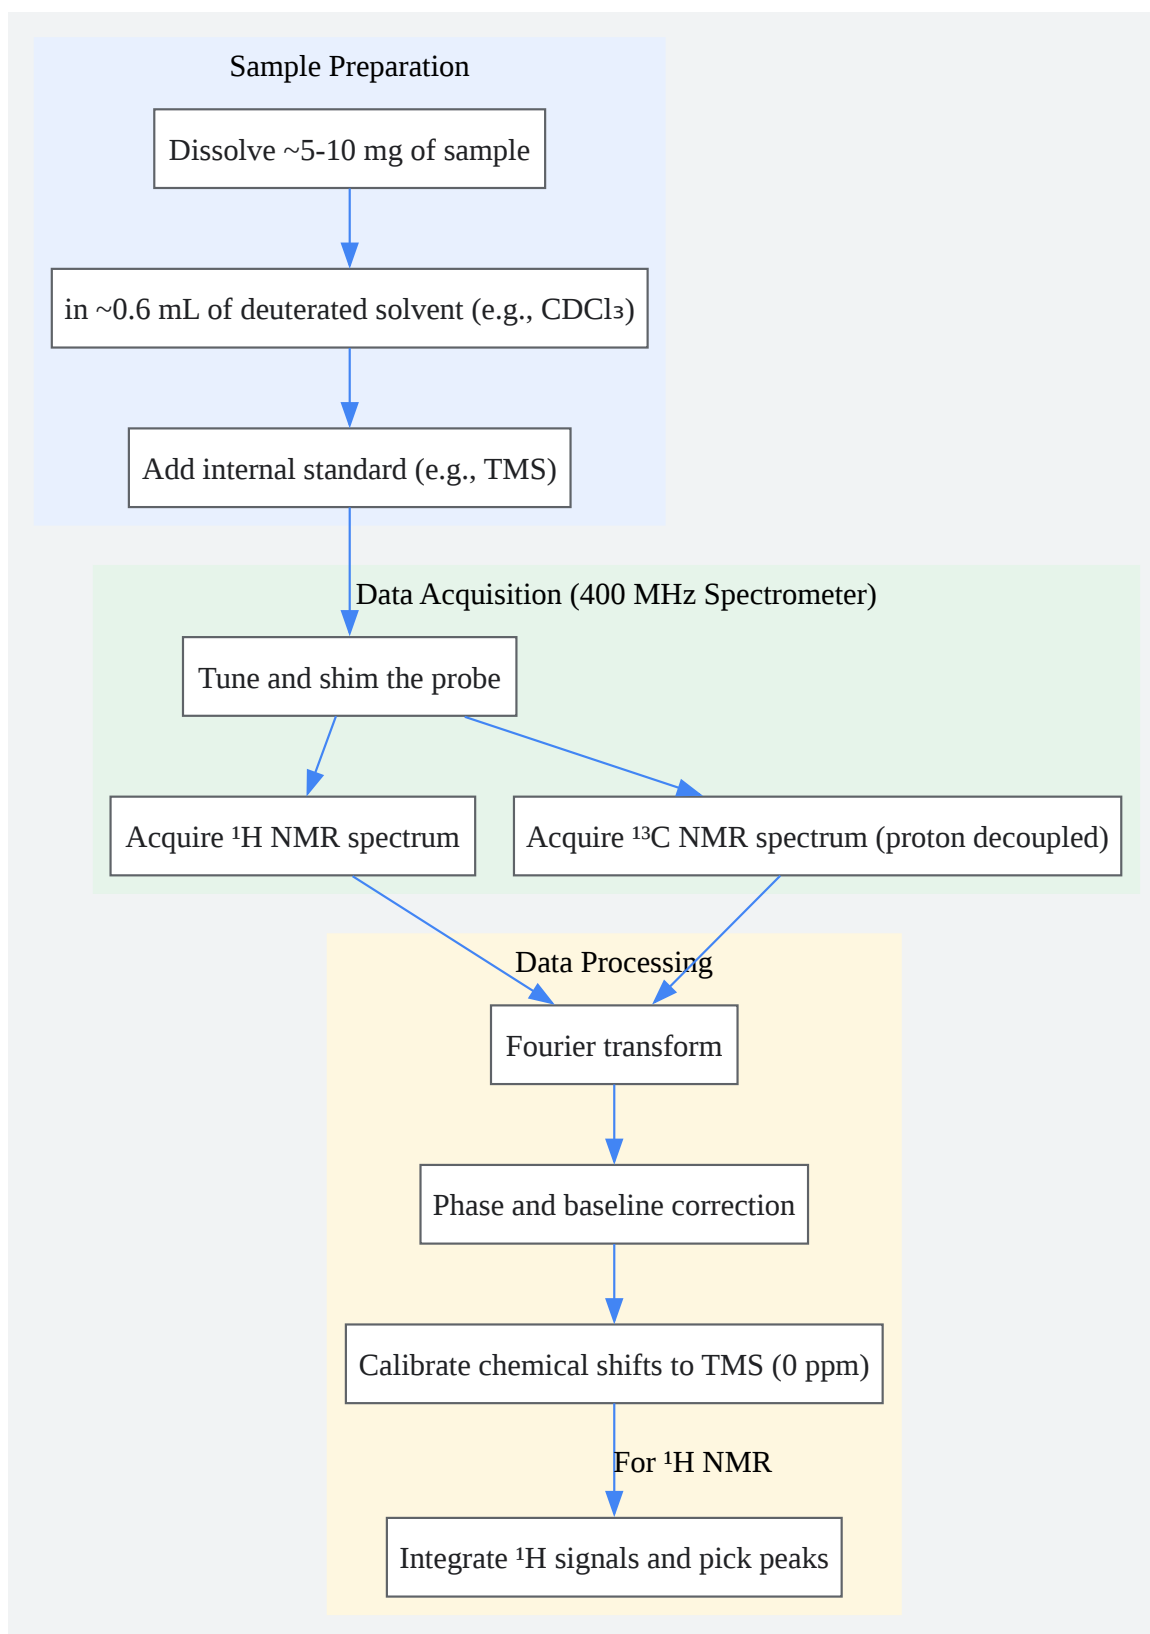 Sample Preparation
Dissolve ~5-10 mg of sample
in ~0.6 mL of deuterated solvent (e.g., CDCl₃)
Add internal standard (e.g., TMS)
Data Acquisition (400 MHz Spectrometer)
Tune and shim the probe
Acquire ¹H NMR spectrum
Acquire ¹³C NMR spectrum (proton decoupled)
Data Processing
Fourier transform
Phase and baseline correction
Calibrate chemical shifts to TMS (0 ppm)
For ¹H NMR
Integrate ¹H signals and pick peaks